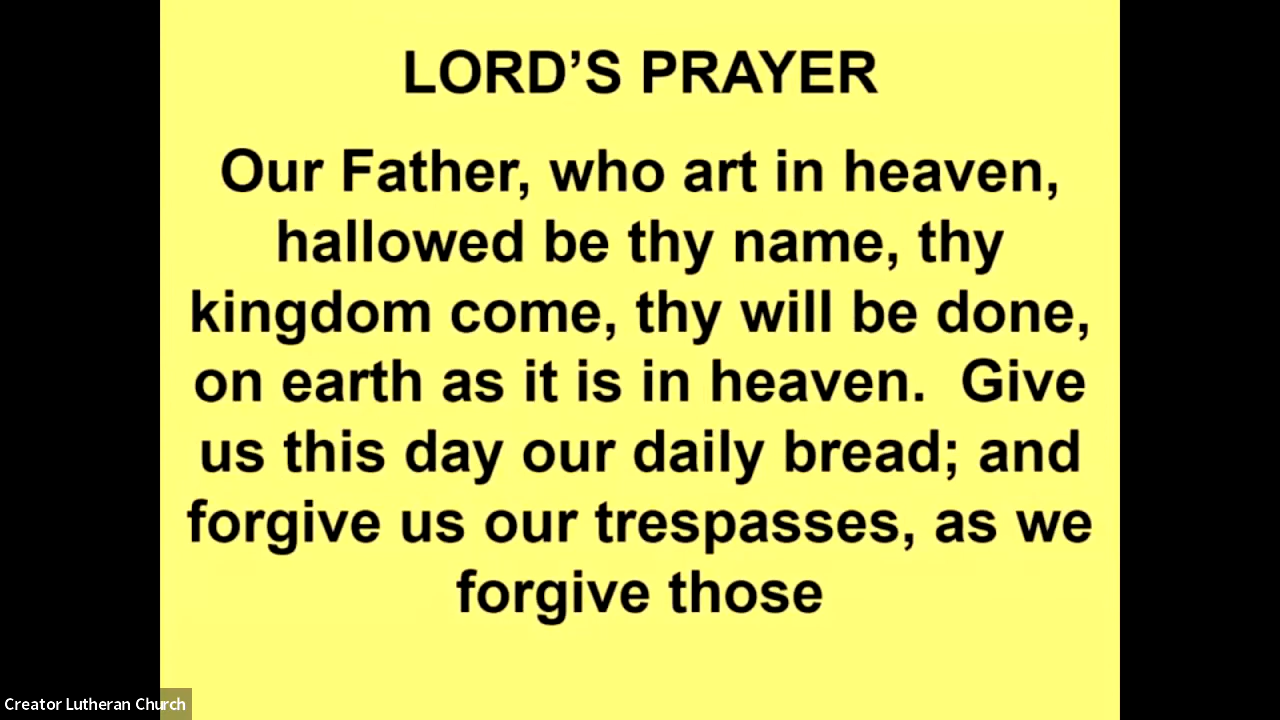 LORD’S PRAYER
Our Father, who art in heaven,
hallowed be thy name, thy
kingdom come, thy will be done,
on earth as it is in heaven.  Give
us this day our daily bread; and
forgive us our trespasses, as we
forgive those
Creator Lutheran Church